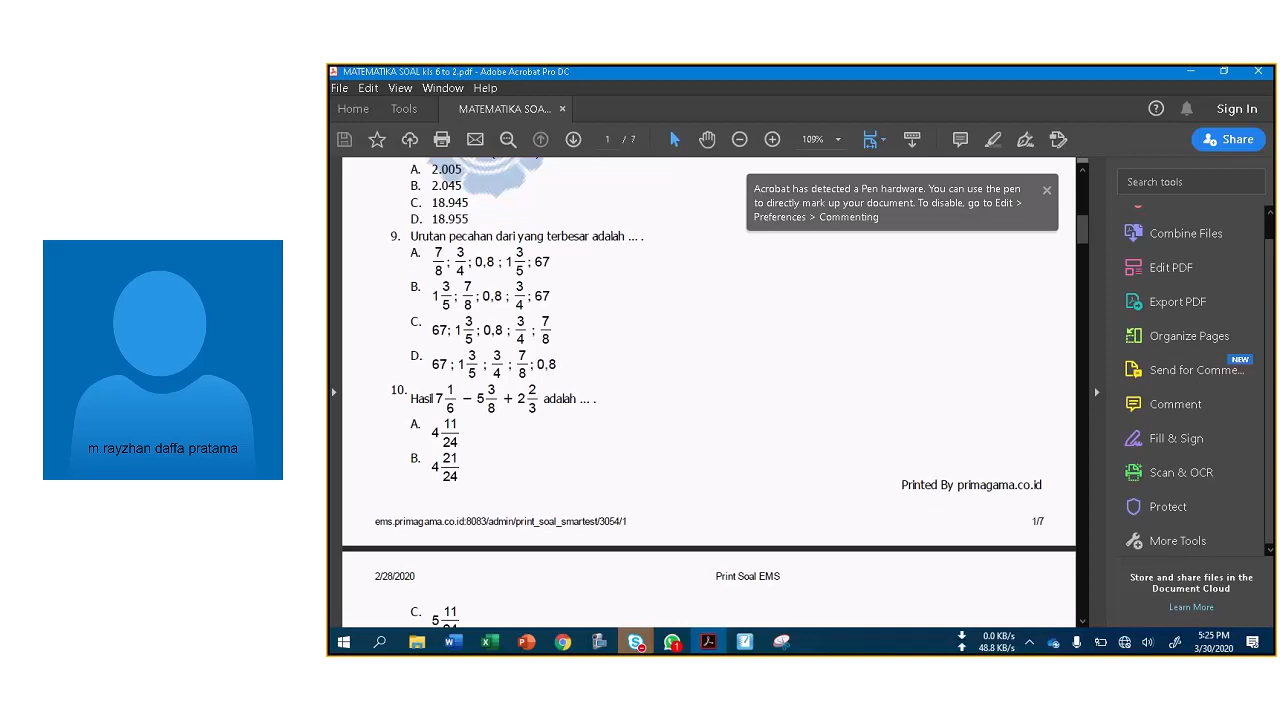 m.rayzhan daffa pratama
MATEMATIKA SOAL kls 6 to 2.pdf - Adobe Acrobat Pro DC
File Edit View Window Help
Home Tools MATEMATIKA SOA... × Sign In
1 / 7 109% Share
A. 2.005
B. 2.045
C. 18.945
D. 18.955
9. Urutan pecahan dari yang terbesar adalah ... .
A. 7/8 ; 3/4 ; 0,8 ; 1 3/5 ; 67
B. 1 3/5 ; 7/8 ; 0,8 ; 3/4 ; 67
C. 67; 1 3/5 ; 0,8 ; 3/4 ; 7/8
D. 67 ; 1 3/5 ; 3/4 ; 7/8 ; 0,8
10. Hasil 7 1/6 − 5 3/8 + 2 2/3 adalah ... .
A. 4 11/24
B. 4 21/24
Printed By primagama.co.id
ems.primagama.co.id:8083/admin/print_soal_smartest/3054/1 1/7
2/28/2020 Print Soal EMS
C. 5 11
Acrobat has detected a Pen hardware. You can use the pen
to directly mark up your document. To disable, go to Edit >
Preferences > Commenting
Search tools
Combine Files
Edit PDF
Export PDF
Organize Pages
NEW
Send for Comme...
Comment
Fill & Sign
Scan & OCR
Protect
More Tools
Store and share files in the
Document Cloud
Learn More
0.0 KB/s
48.8 KB/s
5:25 PM
3/30/2020